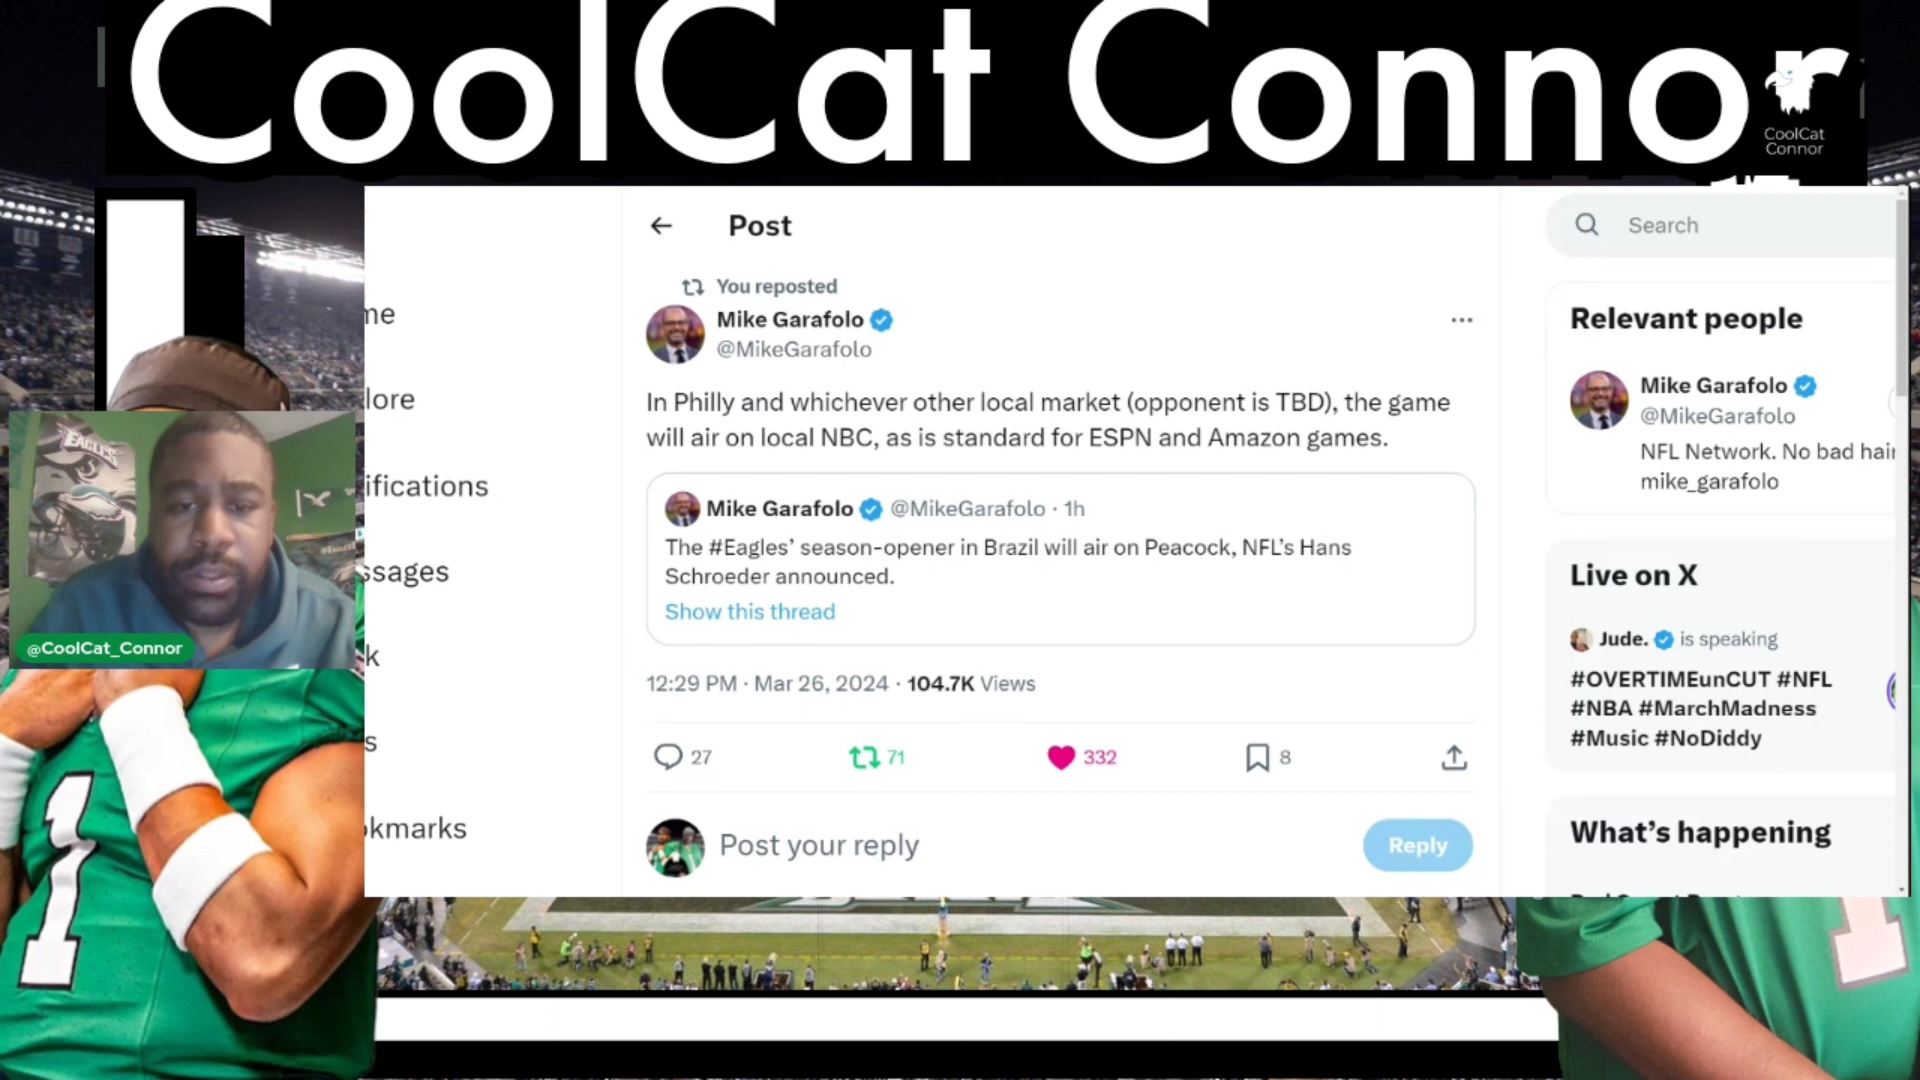 CoolCat Connor
CoolCat
Connor
Post
Search
You reposted
Mike Garafolo
@MikeGarafolo
In Philly and whichever other local market (opponent is TBD), the game
will air on local NBC, as is standard for ESPN and Amazon games.
Mike Garafolo @MikeGarafolo · 1h
The #Eagles’ season-opener in Brazil will air on Peacock, NFL’s Hans
Schroeder announced.
Show this thread
12:29 PM · Mar 26, 2024 · 104.7K Views
27 71 332 8
Post your reply
Reply
me
lore
ifications
ssages
k
s
okmarks
EAGLES
@CoolCat_Connor
1
Relevant people
Mike Garafolo
@MikeGarafolo
NFL Network. No bad hair
mike_garafolo
Live on X
Jude. is speaking
#OVERTIMEunCUT #NFL
#NBA #MarchMadness
#Music #NoDiddy
What’s happening